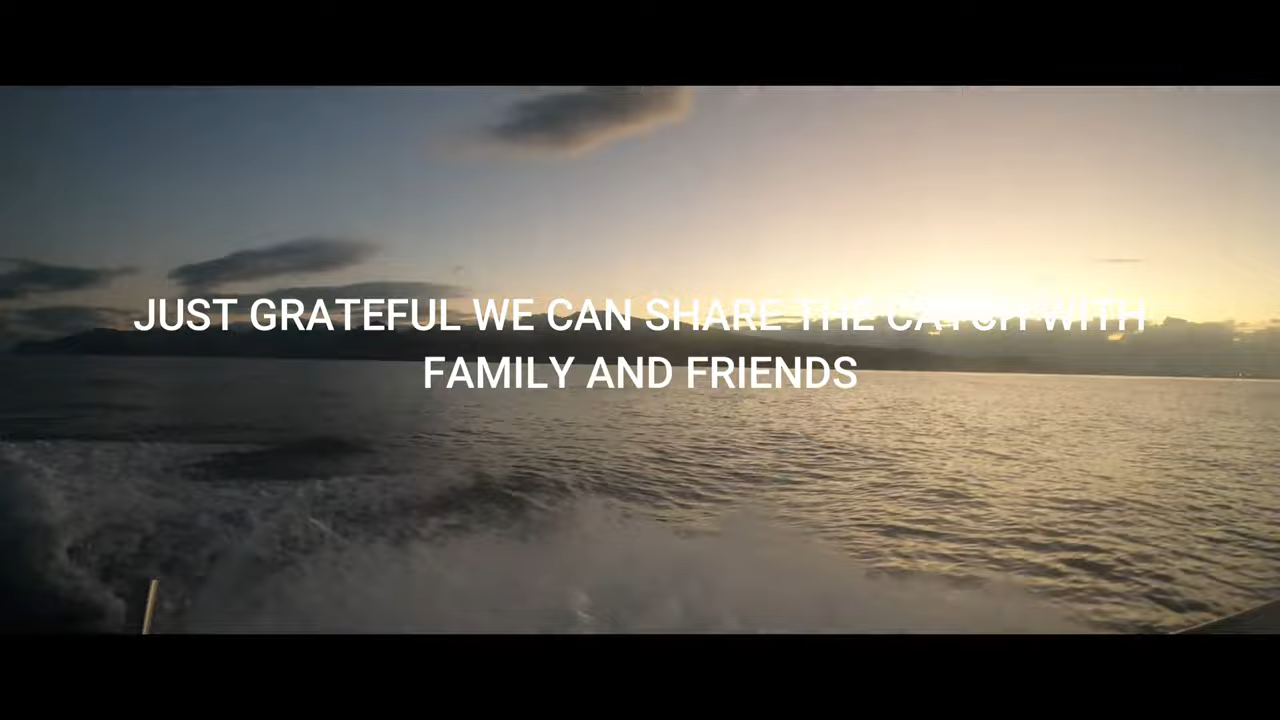 JUST GRATEFUL WE CAN SHARE THE CATCH WITH
FAMILY AND FRIENDS